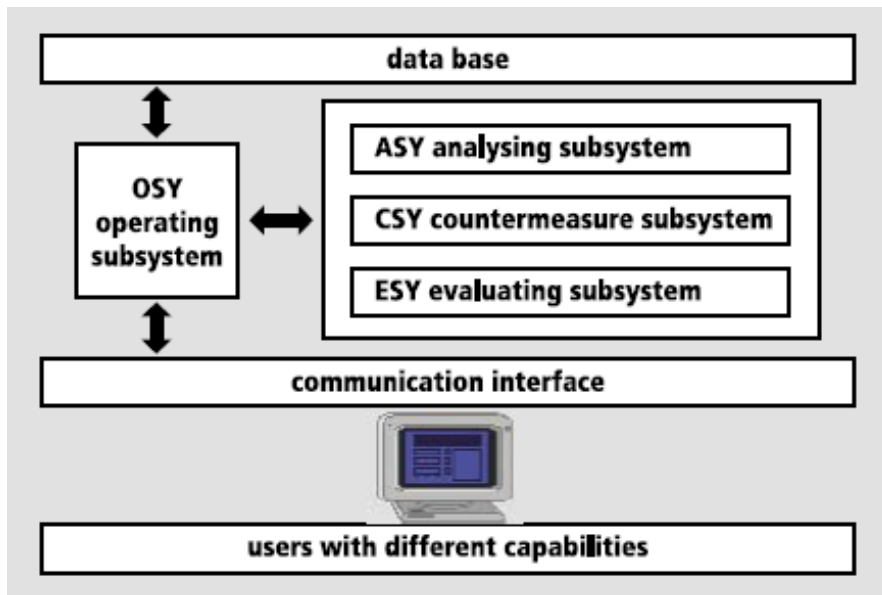 data base
OSY
operating
subsystem
ASY analysing subsystem
CSY countermeasure subsystem
ESY evaluating subsystem
communication interface
users with different capabilities